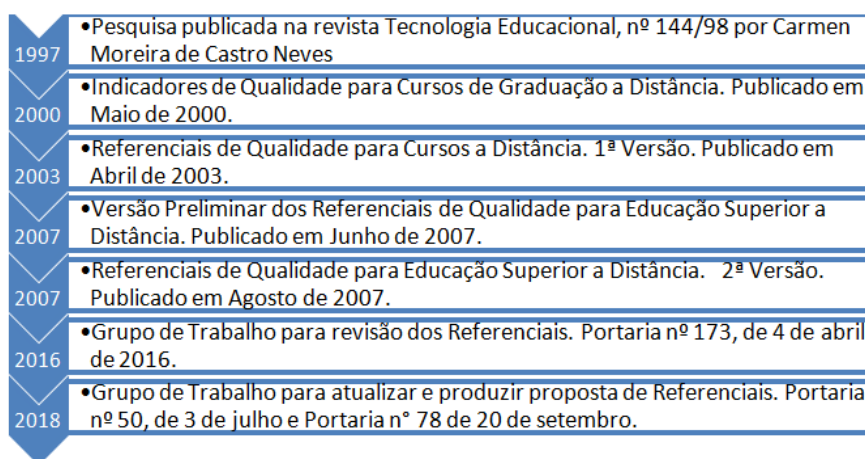 1997
•Pesquisa publicada na revista Tecnologia Educacional, nº 144/98 por Carmen
Moreira de Castro Neves
2000
•Indicadores de Qualidade para Cursos de Graduação a Distância. Publicado em
Maio de 2000.
2003
•Referenciais de Qualidade para Cursos a Distância. 1ª Versão. Publicado em
Abril de 2003.
2007
•Versão Preliminar dos Referenciais de Qualidade para Educação Superior a
Distância. Publicado em Junho de 2007.
2007
•Referenciais de Qualidade para Educação Superior a Distância. 2ª Versão.
Publicado em Agosto de 2007.
2016
•Grupo de Trabalho para revisão dos Referenciais. Portaria nº 173, de 4 de abril
de 2016.
2018
•Grupo de Trabalho para atualizar e produzir proposta de Referenciais. Portaria
nº 50, de 3 de julho e Portaria n° 78 de 20 de setembro.